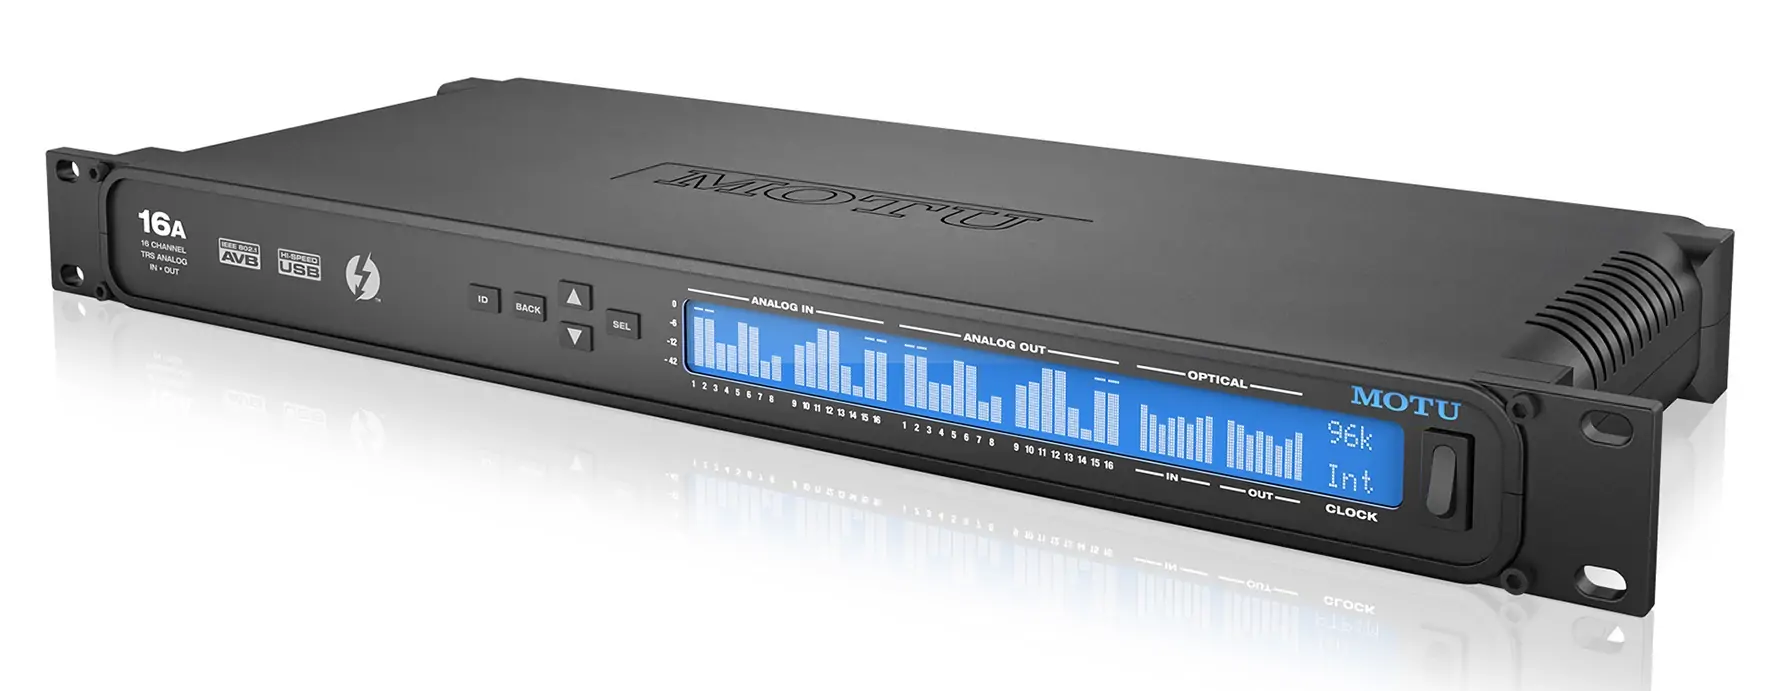 MOTU
16A
16 CHANNEL
TRS ANALOG
IN • OUT
IEEE 802.1
AVB
HI-SPEED
USB
TM
ID
BACK
SEL
0
-6
-12
-42
ANALOG IN
1 2 3 4 5 6 7 8 9 10 11 12 13 14 15 16
ANALOG OUT
1 2 3 4 5 6 7 8 9 10 11 12 13 14 15 16
OPTICAL
IN
OUT
MOTU
96k
Int
CLOCK